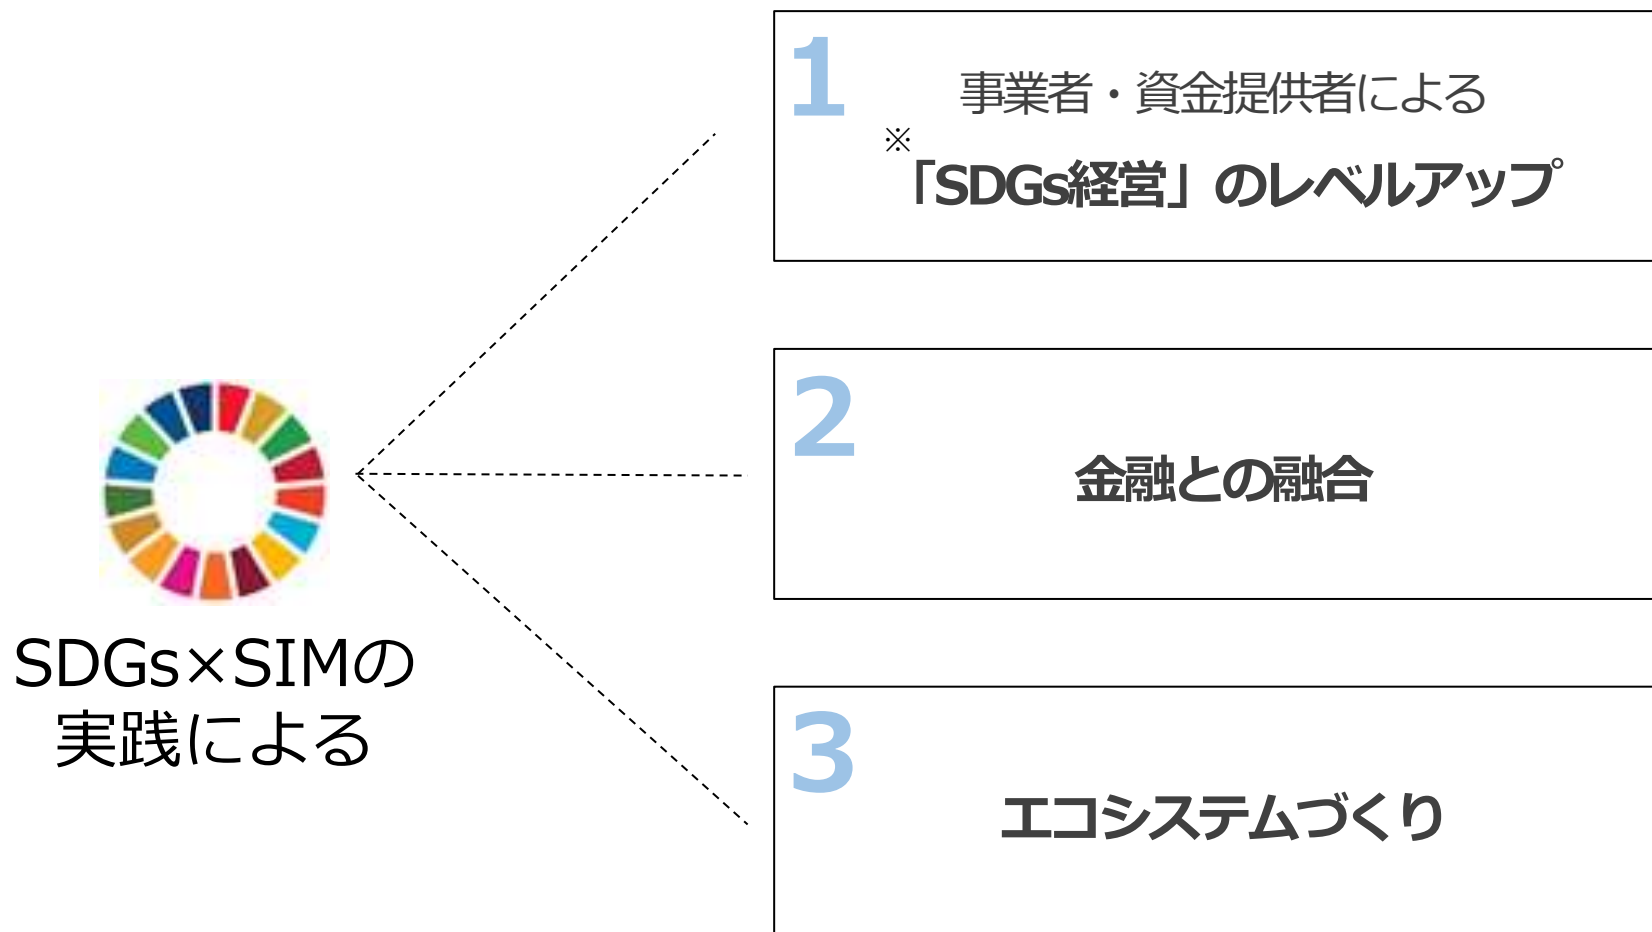 SDGs×SIMの
実践による
1
事業者・資金提供者による
※
「SDGs経営」のレベルアップ
2
金融との融合
3
エコシステムづくり